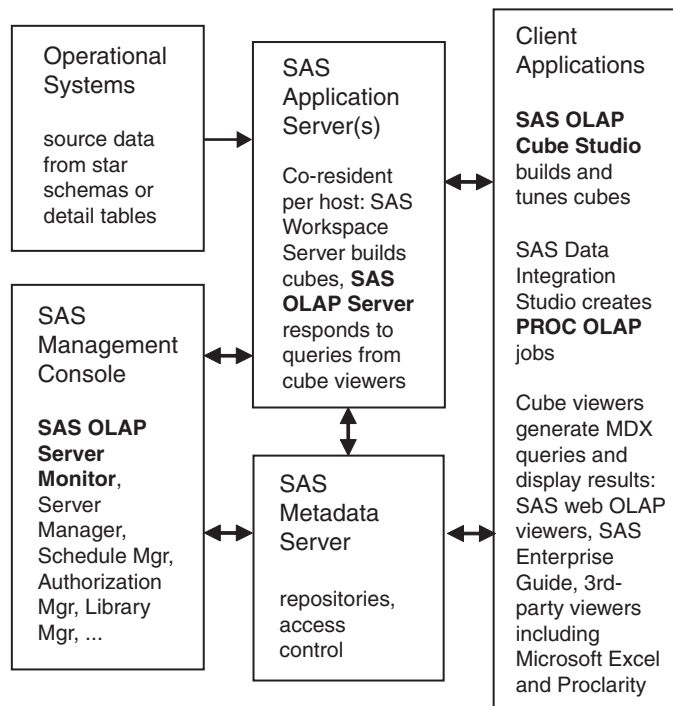 Operational
Systems
source data
from star
schemas or
detail tables
SAS
Application
Server(s)
Co-resident
per host: SAS
Workspace
Server builds
cubes, SAS
OLAP Server
responds to
queries from
cube viewers
Client
Applications
SAS OLAP
Cube Studio
builds and
tunes cubes
SAS Data
Integration
Studio creates
PROC OLAP
jobs
Cube viewers
generate MDX
queries and
display results:
SAS web OLAP
viewers, SAS
Enterprise
Guide, 3rd-
party viewers
including
Microsoft Excel
and Proclarity
SAS
Management
Console
SAS OLAP
Server
Monitor,
Server
Manager,
Schedule Mgr,
Authorization
Mgr, Library
Mgr, ...
SAS
Metadata
Server
repositories,
access
control